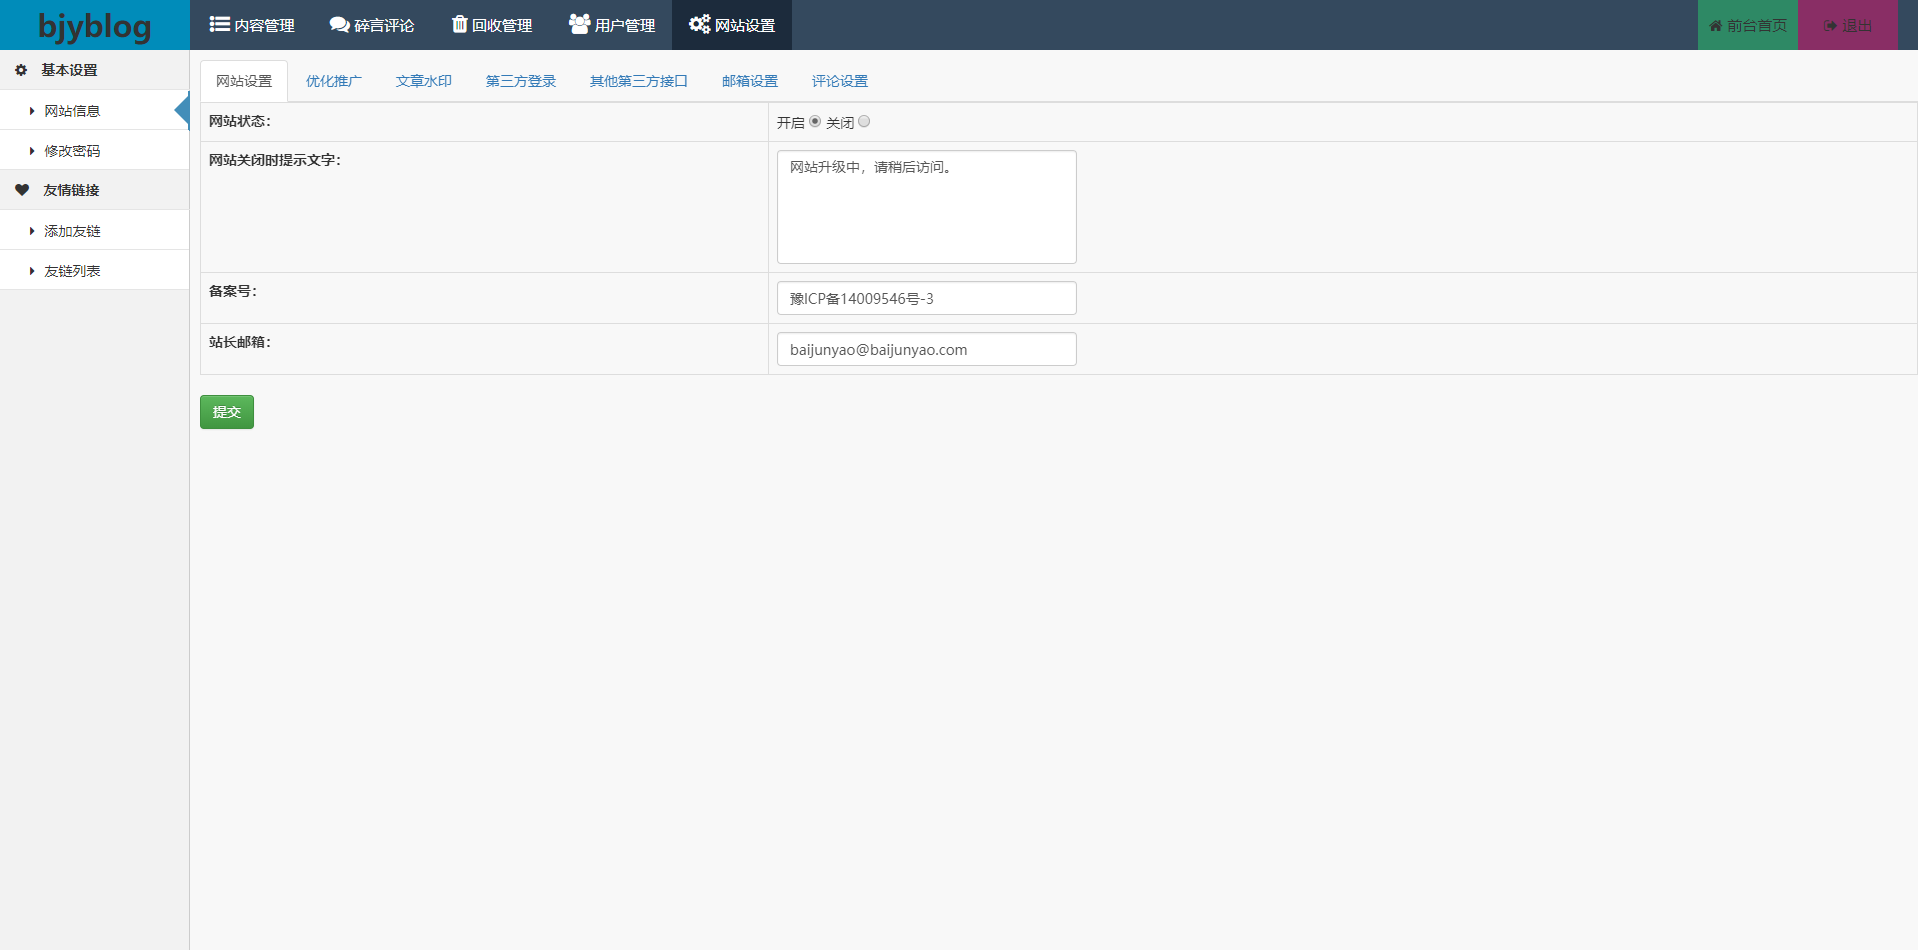 bjyblog
内容管理
碎言评论
回收管理
用户管理
网站设置
前台首页
退出
基本设置
网站信息
修改密码
友情链接
添加友链
友链列表
网站设置
优化推广
文章水印
第三方登录
其他第三方接口
邮箱设置
评论设置
网站状态：
开启 关闭
网站关闭时提示文字：
网站升级中，请稍后访问。
备案号：
豫ICP备14009546号-3
站长邮箱：
baijunyao@baijunyao.com
提交